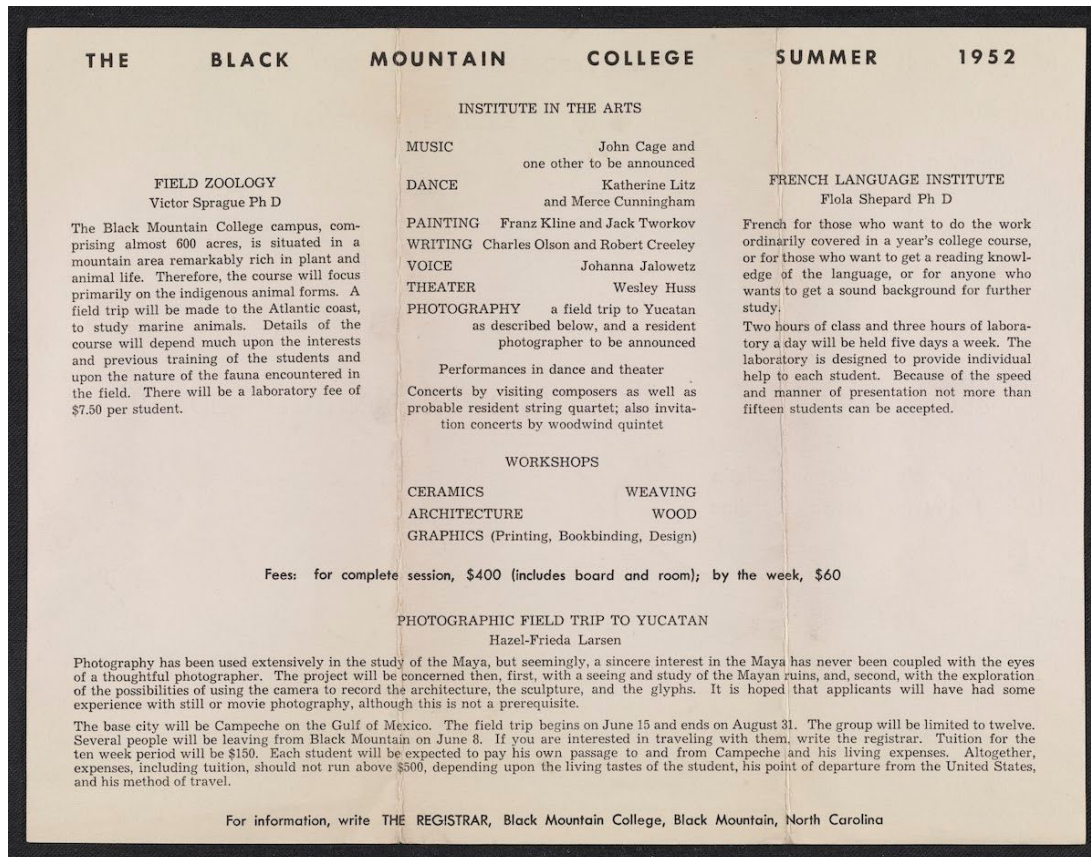 THE BLACK MOUNTAIN COLLEGE SUMMER 1952
INSTITUTE IN THE ARTS
MUSIC John Cage and
one other to be announced
DANCE Katherine Litz
and Merce Cunningham
PAINTING Franz Kline and Jack Tworkov
WRITING Charles Olson and Robert Creeley
VOICE Johanna Jalowetz
THEATER Wesley Huss
PHOTOGRAPHY a field trip to Yucatan
as described below, and a resident
photographer to be announced
Performances in dance and theater
Concerts by visiting composers as well as
probable resident string quartet; also invita-
tion concerts by woodwind quintet
WORKSHOPS
CERAMICS WEAVING
ARCHITECTURE WOOD
GRAPHICS (Printing, Bookbinding, Design)
FIELD ZOOLOGY
Victor Sprague Ph D
The Black Mountain College campus, com-
prising almost 600 acres, is situated in a
mountain area remarkably rich in plant and
animal life. Therefore, the course will focus
primarily on the indigenous animal forms. A
field trip will be made to the Atlantic coast,
to study marine animals. Details of the
course will depend much upon the interests
and previous training of the students and
upon the nature of the fauna encountered in
the field. There will be a laboratory fee of
$7.50 per student.
FRENCH LANGUAGE INSTITUTE
Flola Shepard Ph D
French for those who want to do the work
ordinarily covered in a year's college course,
or for those who want to get a reading knowl-
edge of the language, or for anyone who
wants to get a sound background for further
study.
Two hours of class and three hours of labora-
tory a day will be held five days a week. The
laboratory is designed to provide individual
help to each student. Because of the speed
and manner of presentation not more than
fifteen students can be accepted.
Fees: for complete session, $400 (includes board and room); by the week, $60
PHOTOGRAPHIC FIELD TRIP TO YUCATAN
Hazel-Frieda Larsen
Photography has been used extensively in the study of the Maya, but seemingly, a sincere interest in the Maya has never been coupled with the eyes
of a thoughtful photographer. The project will be concerned then, first, with a seeing and study of the Mayan ruins, and, second, with the exploration
of the possibilities of using the camera to record the architecture, the sculpture, and the glyphs. It is hoped that applicants will have had some
experience with still or movie photography, although this is not a prerequisite.
The base city will be Campeche on the Gulf of Mexico. The field trip begins on June 15 and ends on August 31. The group will be limited to twelve.
Several people will be leaving from Black Mountain on June 8. If you are interested in traveling with them, write the registrar. Tuition for the
ten week period will be $150. Each student will be expected to pay his own passage to and from Campeche and his living expenses. Altogether,
expenses, including tuition, should not run above $500, depending upon the living tastes of the student, his point of departure from the United States,
and his method of travel.
For information, write THE REGISTRAR, Black Mountain College, Black Mountain, North Carolina